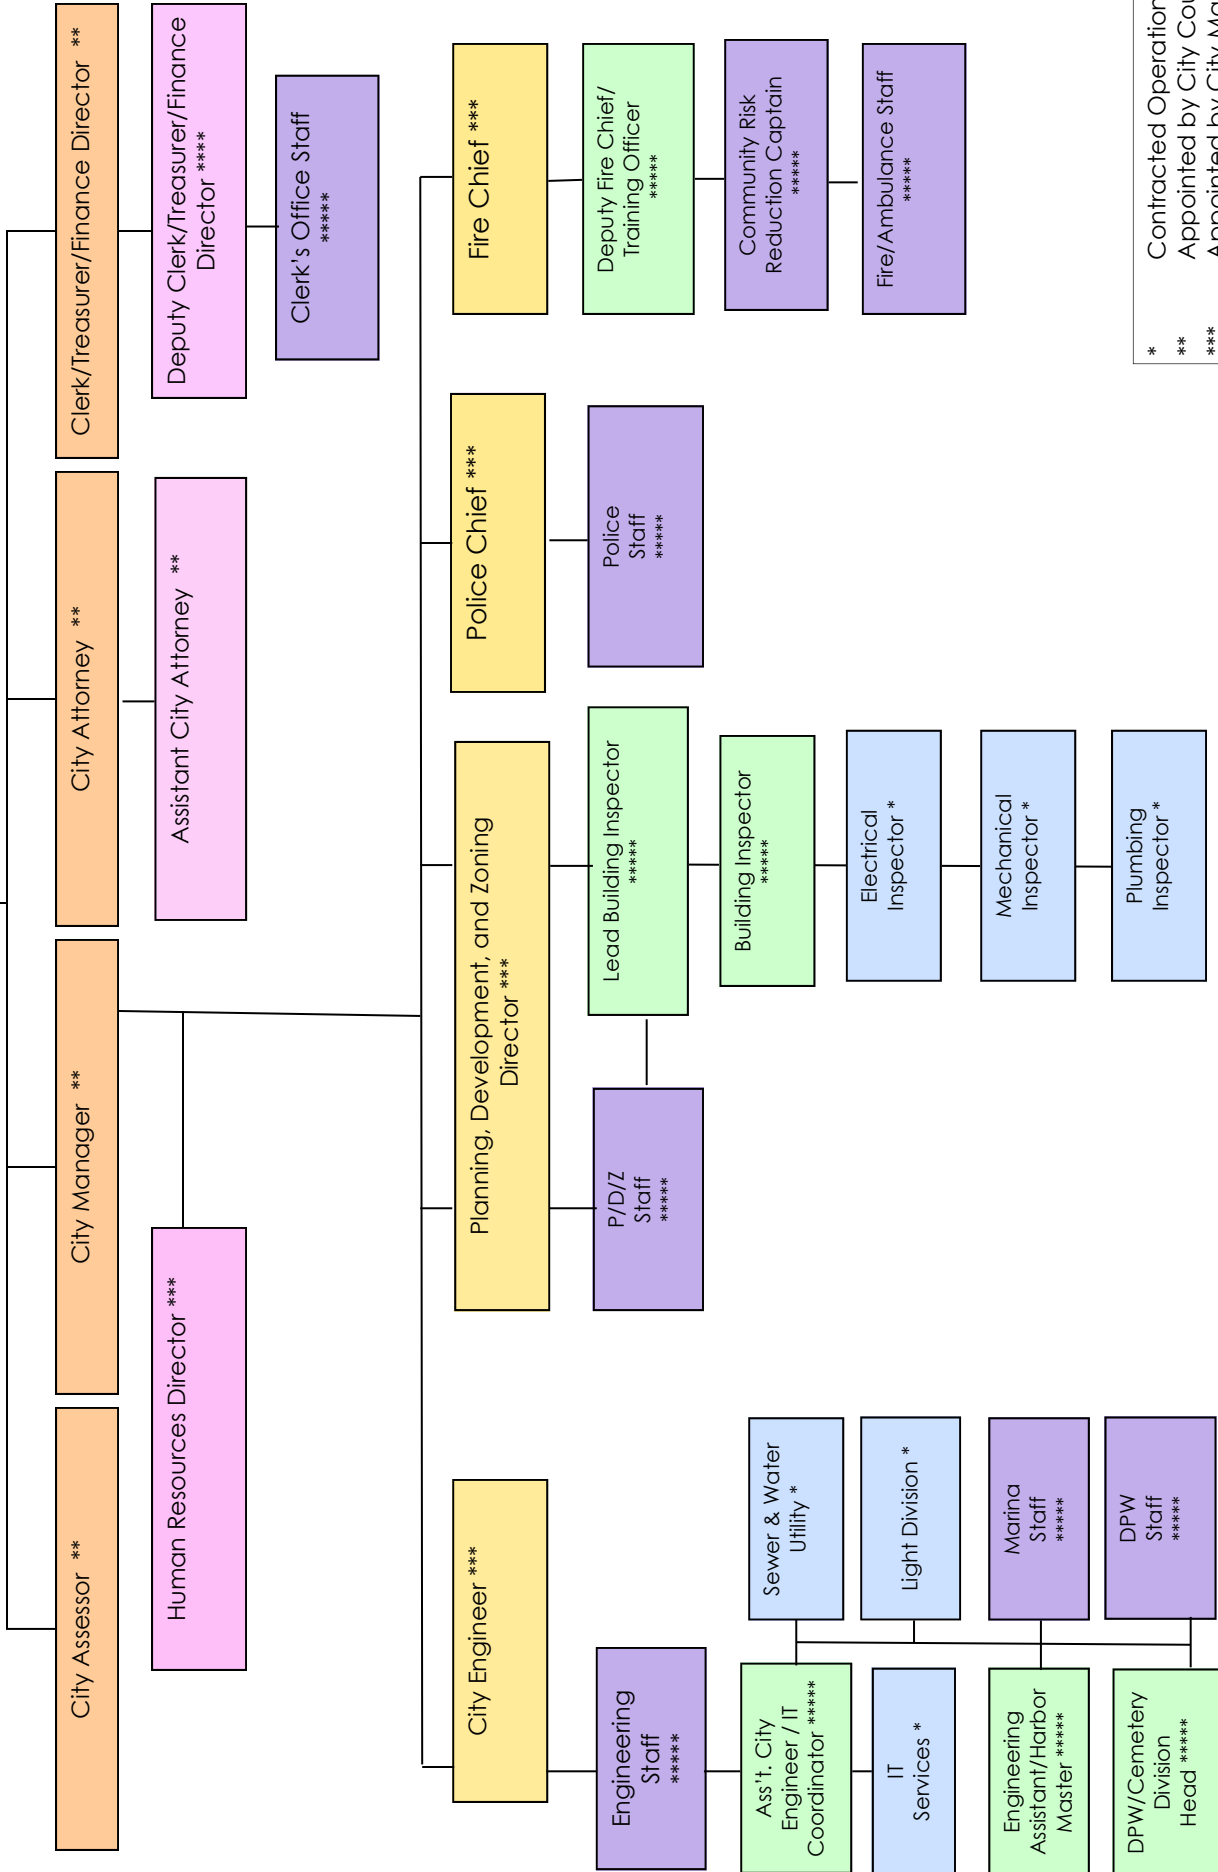 City Assessor **
City Manager **
City Attorney **
Clerk/Treasurer/Finance Director **
Human Resources Director ***
Assistant City Attorney **
Deputy Clerk/Treasurer/Finance
Director ****
Clerk's Office Staff
*****
City Engineer ***
Planning, Development, and Zoning
Director ***
Police Chief ***
Fire Chief ***
Engineering
Staff
*****
P/D/Z
Staff
*****
Lead Building Inspector
*****
Police
Staff
*****
Deputy Fire Chief/
Training Officer
*****
Ass't. City
Engineer / IT
Coordinator *****
Sewer & Water
Utility *
Building Inspector
*****
Community Risk
Reduction Captain
*****
IT
Services *
Light Division *
Electrical
Inspector *
Fire/Ambulance Staff
*****
Engineering
Assistant/Harbor
Master *****
Marina
Staff
*****
Mechanical
Inspector *
DPW/Cemetery
Division
Head *****
DPW
Staff
*****
Plumbing
Inspector *
* Contracted Operation
** Appointed by City
*** Appointed by City